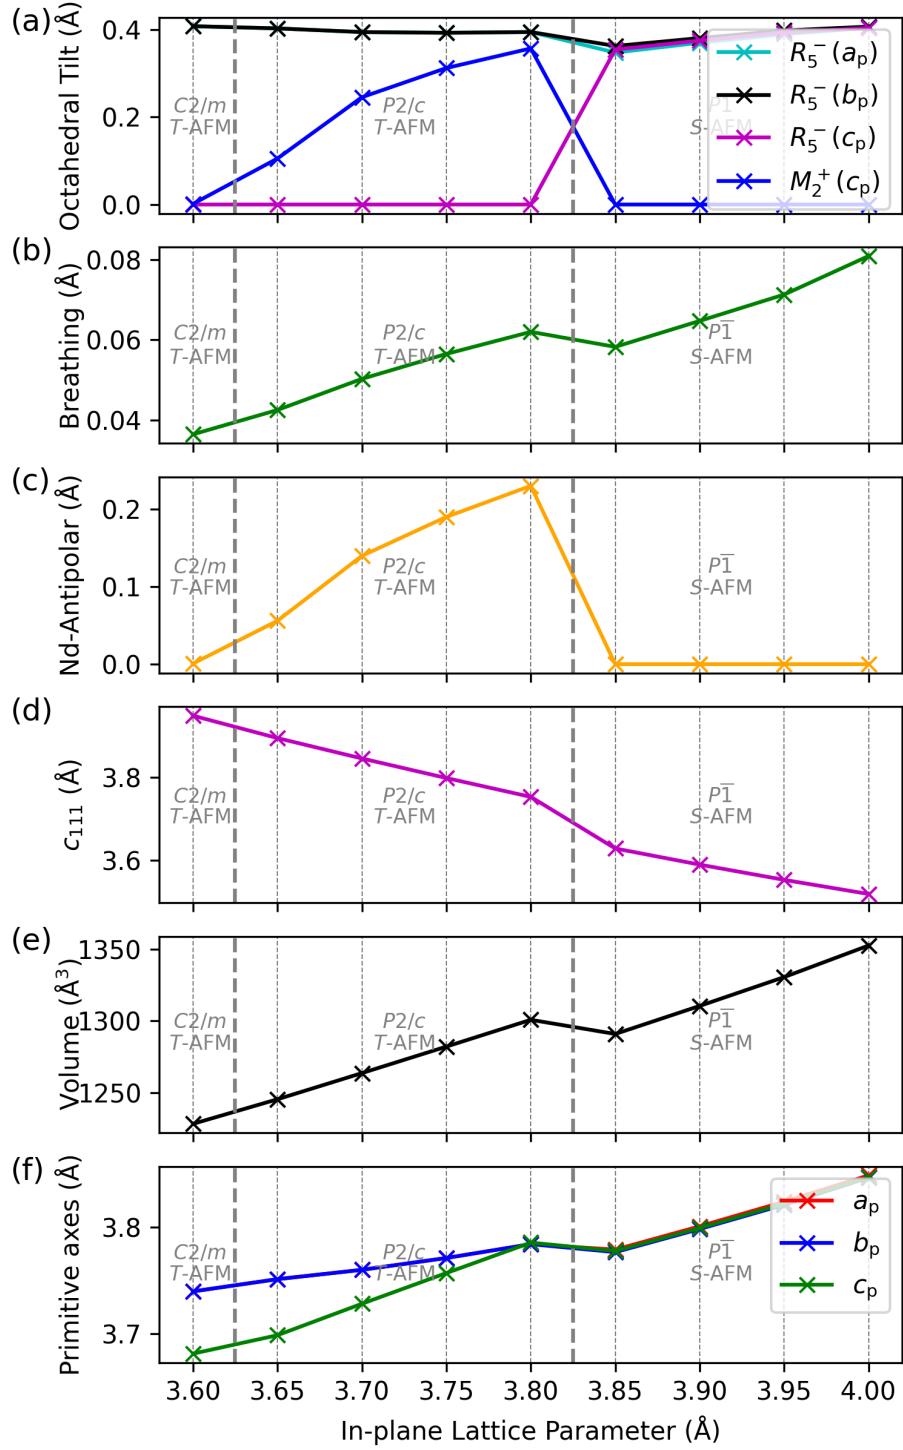 (a)
Octahedral Tilt (Å)
0.4
0.2
0.0
C2/m
T-AFM
P2/c
T-AFM
P1̅
S-AFM
R₅⁻(aₚ)
R₅⁻(bₚ)
R₅⁻(cₚ)
M₂⁺(cₚ)
(b)
Breathing (Å)
0.08
0.06
0.04
C2/m
T-AFM
P2/c
T-AFM
P1̅
S-AFM
(c)
Nd-Antipolar (Å)
0.2
0.1
0.0
C2/m
T-AFM
P2/c
T-AFM
P1̅
S-AFM
(d)
c₁₁₁ (Å)
3.8
3.6
C2/m
T-AFM
P2/c
T-AFM
P1̅
S-AFM
(e)
Volume (Å³)
1350
1300
1250
C2/m
T-AFM
P2/c
T-AFM
P1̅
S-AFM
(f)
Primitive axes (Å)
3.8
3.7
C2/m
T-AFM
P2/c
T-AFM
P1̅
S-AFM
aₚ
bₚ
cₚ
3.60 3.65 3.70 3.75 3.80 3.85 3.90 3.95 4.00
In-plane Lattice Parameter (Å)